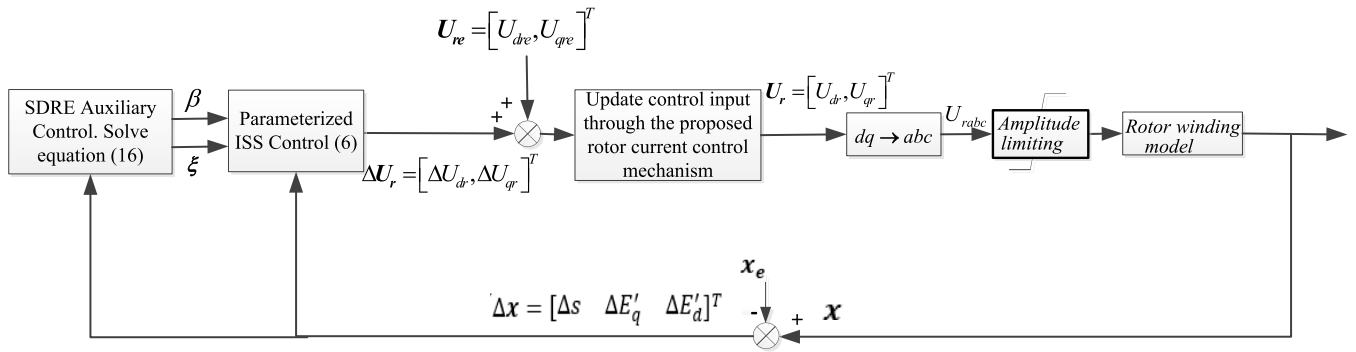 U_re = [U_dre, U_qre]^T
SDRE Auxiliary
Control. Solve
equation (16)
β
ξ
Parameterized
ISS Control (6)
+
+
ΔU_r = [ΔU_dr, ΔU_qr]^T
Update control input
through the proposed
rotor current control
mechanism
U_r = [U_dr, U_qr]^T
dq → abc
U_rabc
Amplitude
limiting
Rotor winding
model
x_e
Δx = [Δs ΔE'_q ΔE'_d]^T
-
+
x